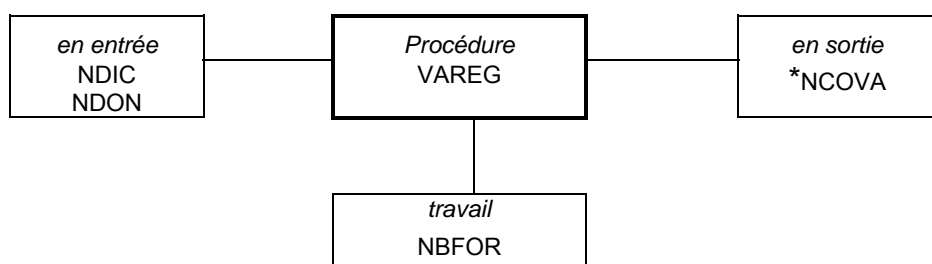 en entrée
NDIC
NDON
Procédure
VAREG
en sortie
*NCOVA
travail
NBFOR